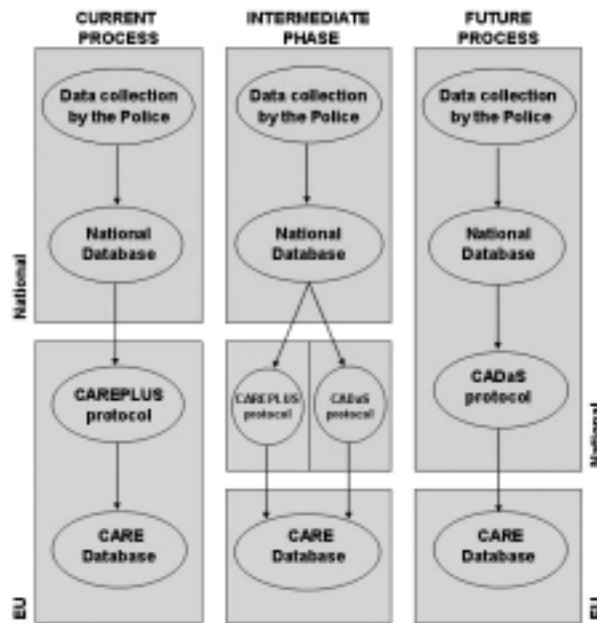 CURRENT
PROCESS
INTERMEDIATE
PHASE
FUTURE
PROCESS
Data collection
by the Police
Data collection
by the Police
Data collection
by the Police
National
Database
National
Database
National
Database
National
CAREPLUS
protocol
CAREPLUS
protocol
CADaS
protocol
CADaS
protocol
National
CARE
Database
CARE
Database
CARE
Database
EU
EU